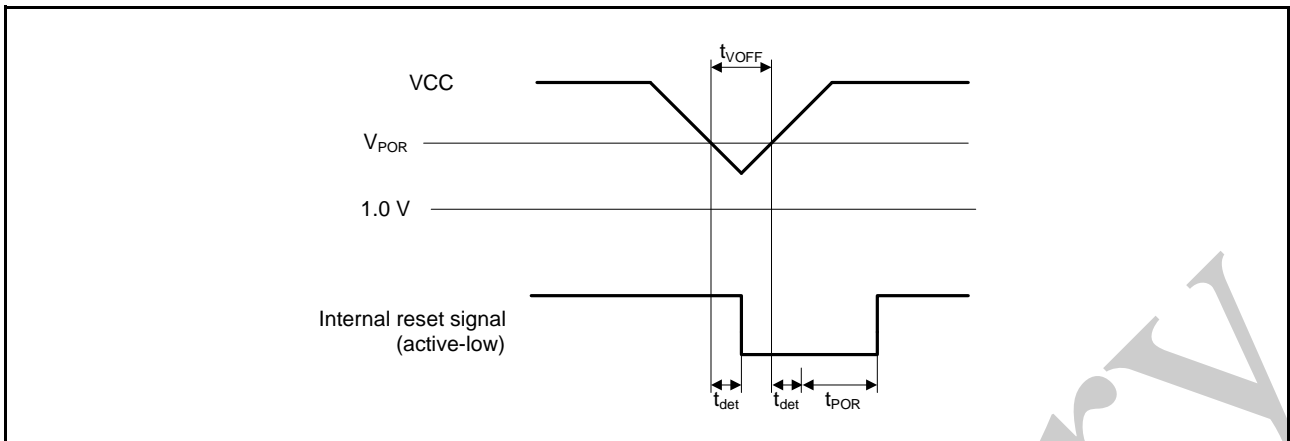 tVOFF
VCC
VPOR
1.0 V
Internal reset signal
(active-low)
tdet
tdet
tPOR